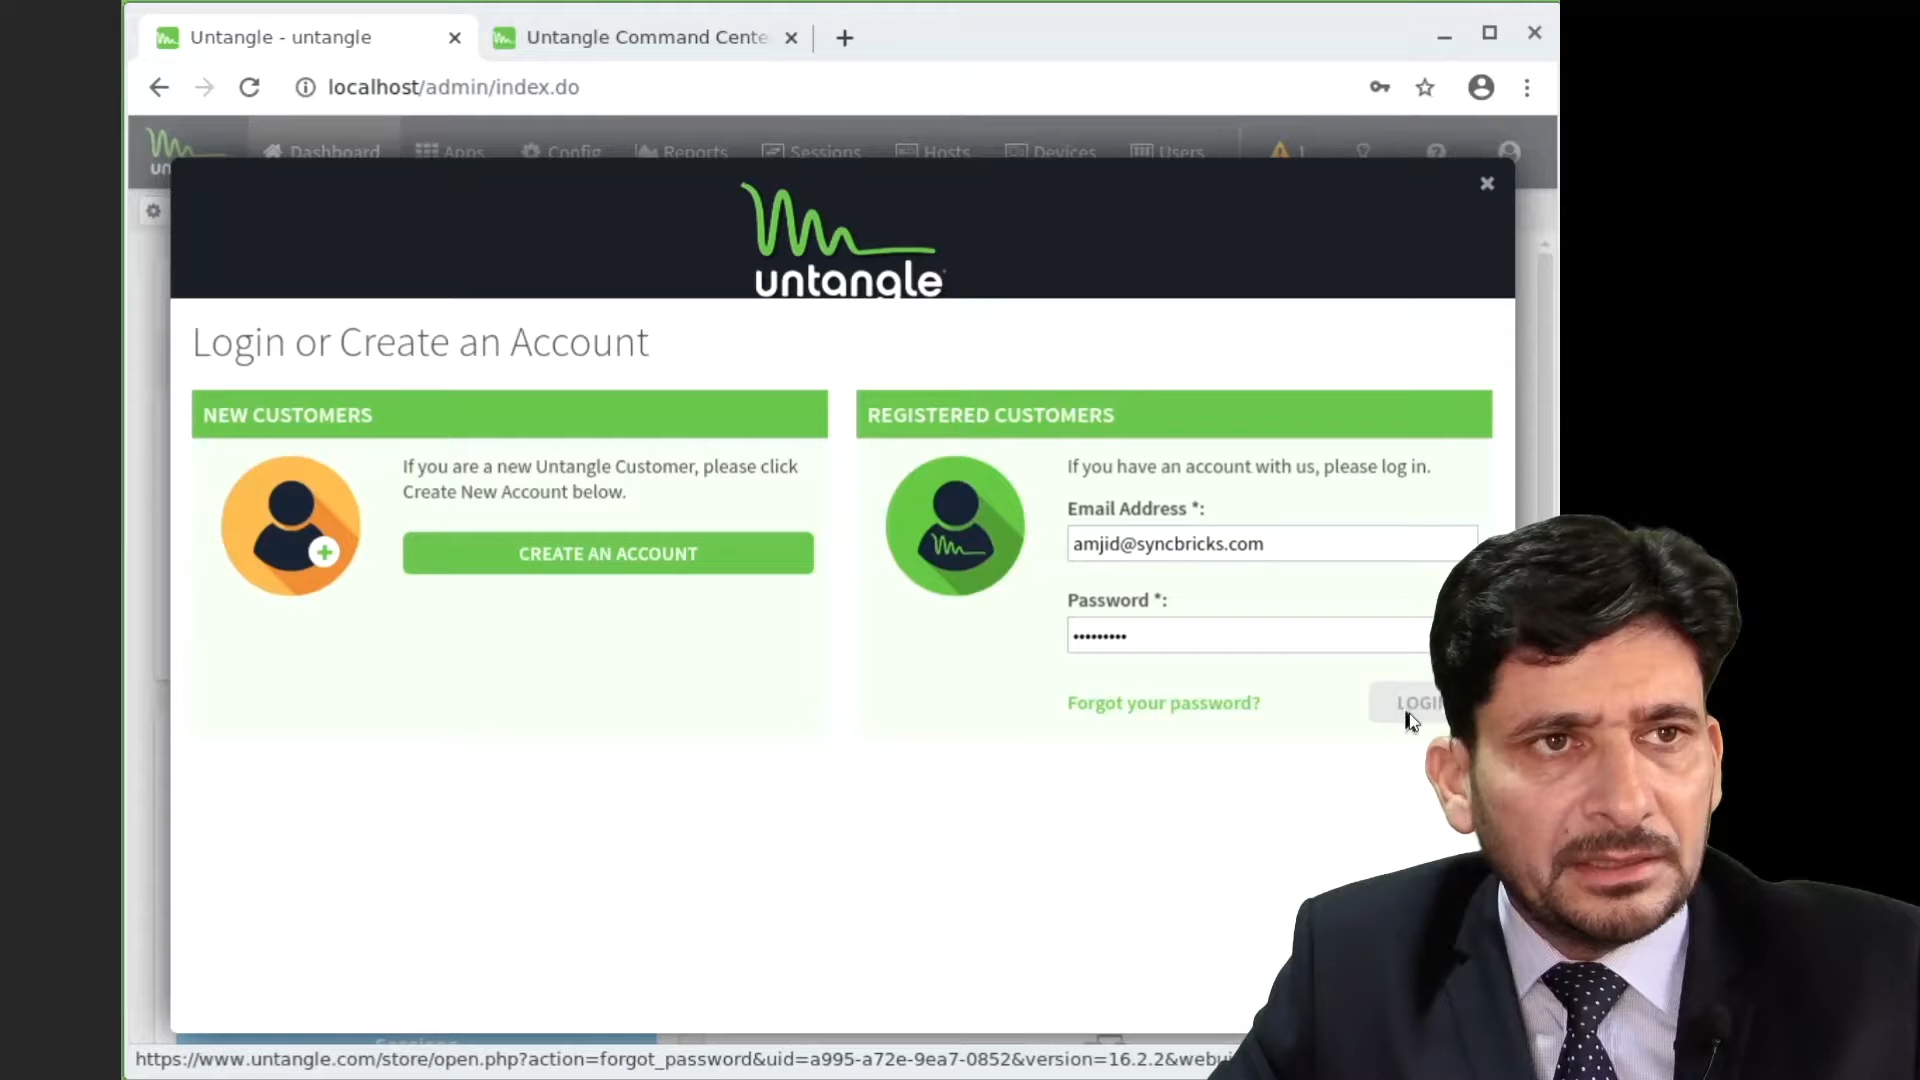 Untangle - untangle
Untangle Command Cente
localhost/admin/index.do
Dashboard Apps Config Reports Sessions Hosts Devices Users 1
un
untangle
Login or Create an Account
NEW CUSTOMERS
If you are a new Untangle Customer, please click
Create New Account below.
CREATE AN ACCOUNT
REGISTERED CUSTOMERS
If you have an account with us, please log in.
Email Address *:
amjid@syncbricks.com
Password *:
•••••••••
Forgot your password?
LOGI
https://www.untangle.com/store/open.php?action=forgot_password&uid=a995-a72e-9ea7-0852&version=16.2.2&webui